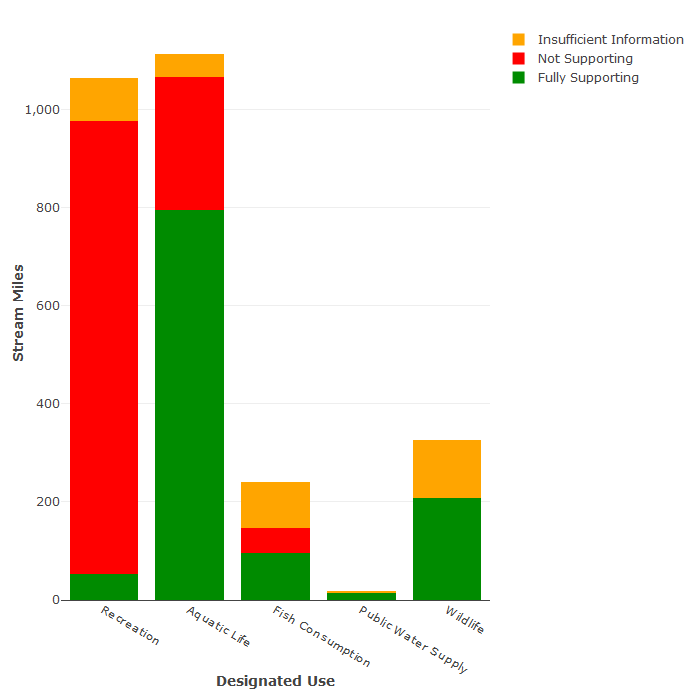 Insufficient Information
Not Supporting
Fully Supporting
1,000
800
600
400
200
0
Stream Miles
Recreation
Aquatic Life
Fish Consumption
Public Water Supply
Wildlife
Designated Use